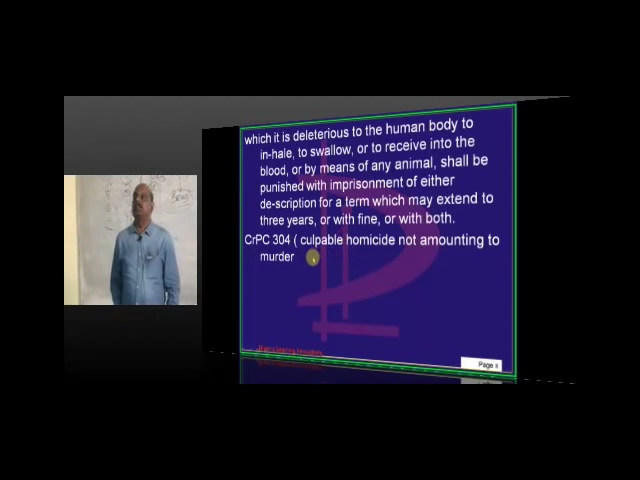 which it is deleterious to the human body to
in-hale, to swallow, or to receive into the
blood, or by means of any animal, shall be
punished with imprisonment of either
de-scription for a term which may extend to
three years, or with fine, or with both.
CrPC 304 ( culpable homicide not amounting to
murder
Page 8